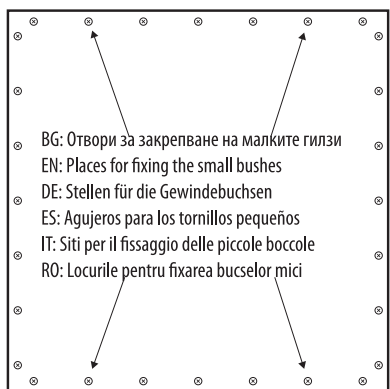 BG: Отвори за закрепване на малките гилзи
EN: Places for fixing the small bushes
DE: Stellen für die Gewindebuchsen
ES: Agujeros para los tornillos pequeños
IT: Siti per il fissaggio delle piccole boccole
RO: Locurile pentru fixarea bucselor mici